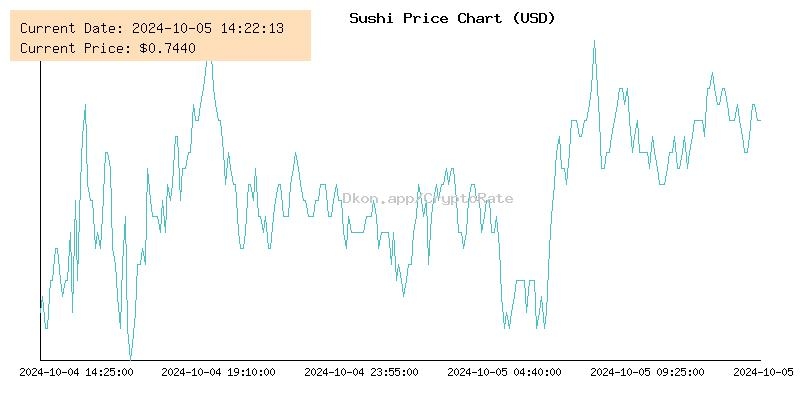 Sushi Price Chart (USD)
Current Date: 2024-10-05 14:22:13
Current Price: $0.7440
Dkon.app/CryptoRate
2024-10-04 14:25:00 2024-10-04 19:10:00 2024-10-04 23:55:00 2024-10-05 04:40:00 2024-10-05 09:25:00 2024-10-05